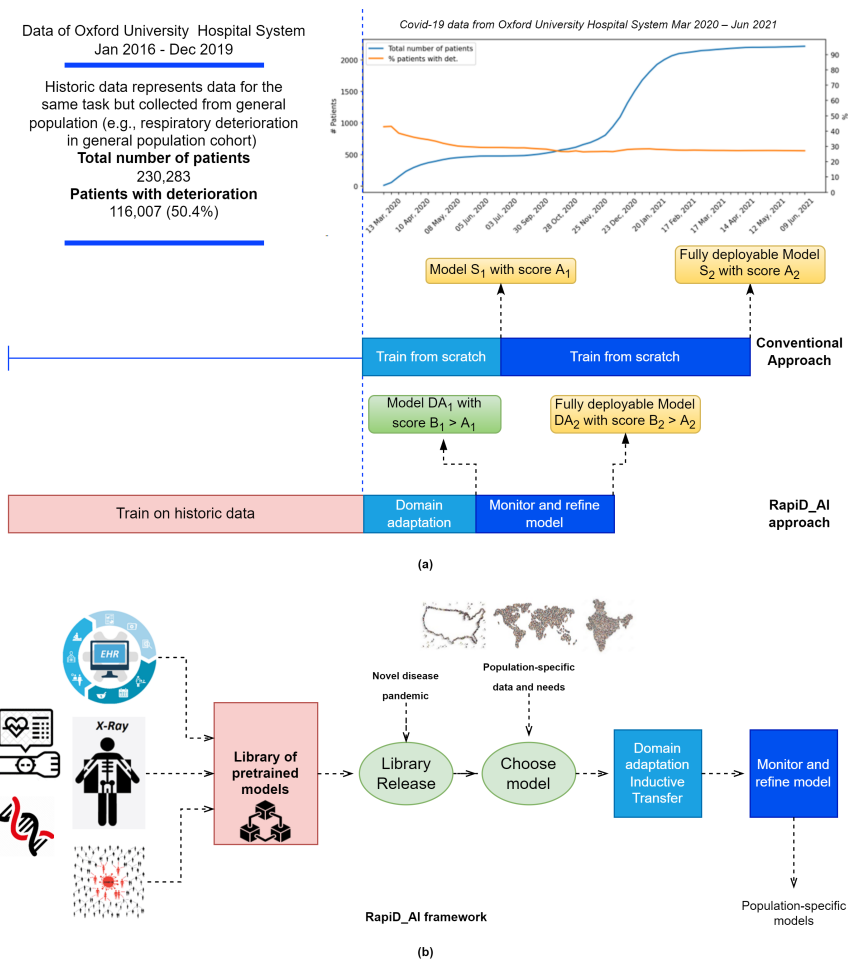 Data of Oxford University Hospital System
Jan 2016 - Dec 2019
Historic data represents data for the
same task but collected from general
population (e.g., respiratory deterioration
in general population cohort)
Total number of patients
230,283
Patients with deterioration
116,007 (50.4%)
Covid-19 data from Oxford University Hospital System Mar 2020 – Jun 2021
Total number of patients
% patients with det.
# Patients
2000
1500
1000
500
0
90
80
70
60
50
40
30
20
10
0
%
13 Mar, 2020
10 Apr, 2020
08 May, 2020
05 Jun, 2020
03 Jul, 2020
30 Sep, 2020
28 Oct, 2020
25 Nov, 2020
23 Dec, 2020
20 Jan, 2021
17 Feb, 2021
17 Mar, 2021
14 Apr, 2021
12 May, 2021
09 Jun, 2021
Model S1 with score A1
Fully deployable Model
S2 with score A2
Train from scratch
Train from scratch
Conventional
Approach
Model DA1 with
score B1 > A1
Fully deployable Model
DA2 with score B2 > A2
Train on historic data
Domain
adaptation
Monitor and refine
model
RapiD_AI
approach
(a)
EHR
X-Ray
Library of
pretrained
models
Novel disease
pandemic
Population-specific
data and needs
Library
Release
Choose
model
Domain
adaptation
Inductive
Transfer
Monitor and
refine model
Population-specific
models
RapiD_AI framework
(b)